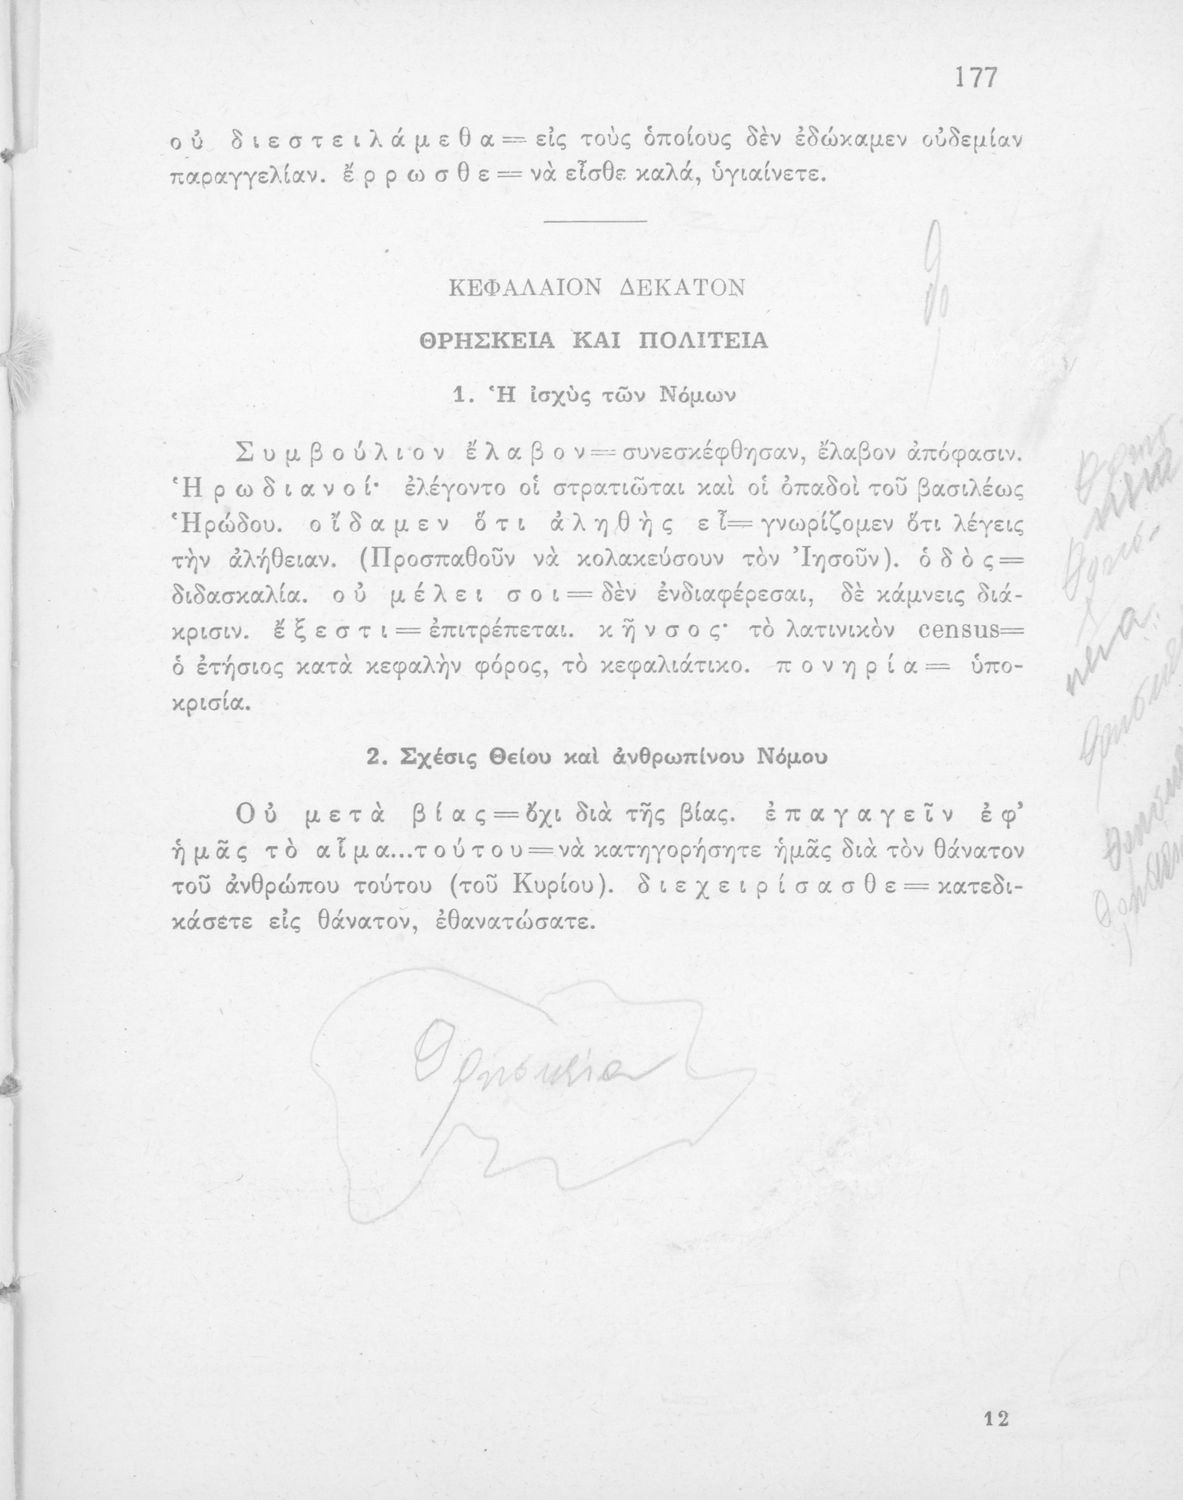 177
οὐ διεστειλάμεθα=εἰς τοὺς ὁποίους δὲν ἐδώκαμεν οὐδεμίαν
παραγγελίαν. ἔρρωσθε=νὰ εἶσθε καλά, ὑγιαίνετε.
ΚΕΦΑΛΑΙΟΝ ΔΕΚΑΤΟΝ
ΘΡΗΣΚΕΙΑ ΚΑΙ ΠΟΛΙΤΕΙΑ
1. Ἡ ἰσχὺς τῶν Νόμων
Συμβούλιον ἔλαβον=συνεσκέφθησαν, ἔλαβον ἀπόφασιν.
Ἡρωδιανοί· ἐλέγοντο οἱ στρατιῶται καὶ οἱ ὀπαδοὶ τοῦ βασιλέως
Ἡρώδου. οἴδαμεν ὅτι ἀληθὴς εἶ=γνωρίζομεν ὅτι λέγεις
τὴν ἀλήθειαν. (Προσπαθοῦν νὰ κολακεύσουν τὸν Ἰησοῦν). ὁδὸς=
διδασκαλία. οὐ μέλει σοι=δὲν ἐνδιαφέρεσαι, δὲ κάμνεις διά-
κρισιν. ἔξεστι=ἐπιτρέπεται. κῆνσος· τὸ λατινικὸν census=
ὁ ἐτήσιος κατὰ κεφαλὴν φόρος, τὸ κεφαλιάτικο. πονηρία= ὑπο-
κρισία.
2. Σχέσις Θείου καὶ ἀνθρωπίνου Νόμου
Οὐ μετὰ βίας=ὄχι διὰ τῆς βίας. ἐπαγαγεῖν ἐφ’
ἡμᾶς τὸ αἷμα...τούτου=νὰ κατηγορήσητε ἡμᾶς διὰ τὸν θάνατον
τοῦ ἀνθρώπου τούτου (τοῦ Κυρίου). διεχειρίσασθε=κατεδι-
κάσετε εἰς θάνατον, ἐθανατώσατε.
Θρησκεία
12